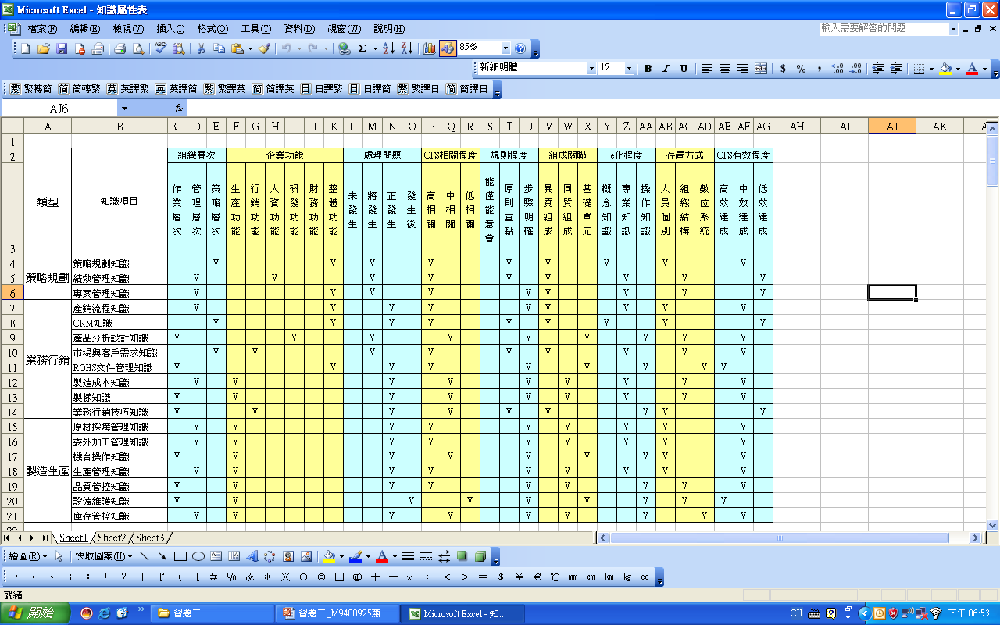 Microsoft Excel - 知識屬性表
檔案(F) 編輯(E) 檢視(V) 插入(I) 格式(O) 工具(T) 資料(D) 視窗(W) 說明(H) 輸入需要解答的問題
85%
新細明體 12 B I U $ % ,
繁 繁轉簡 簡 簡轉繁 英 英譯繁 英 英譯簡 繁 繁譯英 簡 簡譯英 日 日譯繁 日 日譯簡 繁 繁譯日 簡 簡譯日
AJ6 fx
A B C D E F G H I J K L M N O P Q R S T U V W X Y Z AA AB AC AD AE AF AG AH AI AJ AK
1
2 組織層次 企業功能 處理問題 CFS相關程度 規則程度 組成關聯 e化程度 存置方式 CFS有效程度
3 類型 知識項目 作業層次 管理層次 策略層次 生產功能 行銷功能 人資功能 研發功能 財務功能 整體功能 未發生 將發生 正發生 發生後 高相關 中相關 低相關 能僅能意會 原則重點 步驟明確 異質組成 同質組成 基礎單元 概念知識 專業知識 操作知識 人員個別 組織結構 數位系統 高效達成 中效達成 低效達成
4 策略規劃知識 V V V V V V V V V
策略規劃
5 績效管理知識 V V V V V V V V V
6 專案管理知識 V V V V V V V V V
7 產銷流程知識 V V V V V V V V V
8 CRM知識 V V V V V V V V V
9 產品分析設計知識 V V V V V V V V V
10 市場與客戶需求知識 V V V V V V V V V
業務行銷
11 ROHS文件管理知識 V V V V V V V V V
12 製造成本知識 V V V V V V V V V
13 製樣知識 V V V V V V V V V
14 業務行銷技巧知識 V V V V V V V V V
15 原材採購管理知識 V V V V V V V V V
16 委外加工管理知識 V V V V V V V V V
17 機台操作知識 V V V V V V V V V
製造生產
18 生產管理知識 V V V V V V V V V
19 品質管控知識 V V V V V V V V V
20 設備維護知識 V V V V V V V V V
21 庫存管控知識 V V V V V V V V V
Sheet1 Sheet2 Sheet3
繪圖(R) 快取圖案(U)
， 。 、 ； ： ！ ？ 「 『 （ 【 # % & * ※ ○ ◎ □ ㊣ ＋ － × ÷ ＜ ＞ ＝ $ ¥ € ℃ mm cm km kg cc
就緒
開始 習題二 習題二_M9408925蕭... Microsoft Excel - 知... CH 下午 06:53